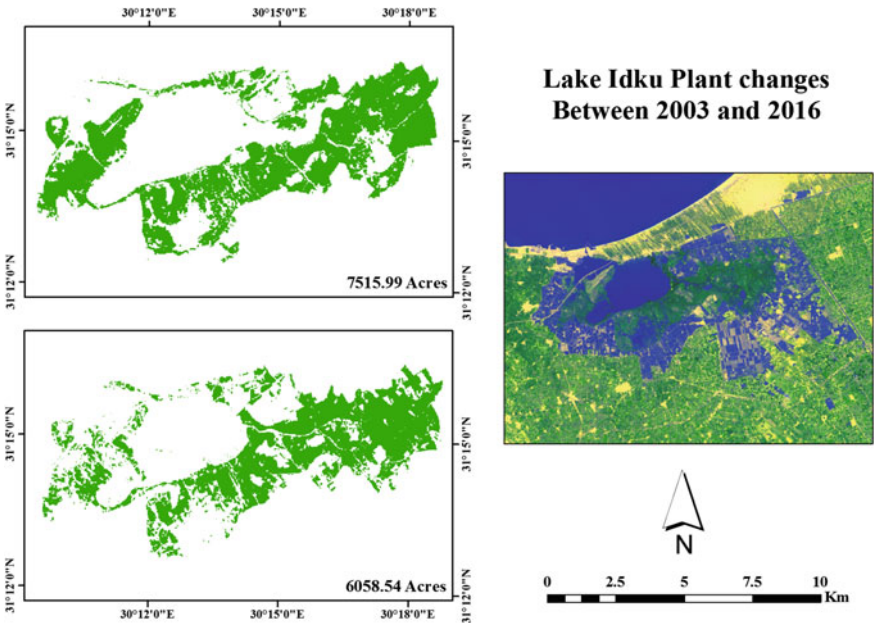 30°12'0"E 30°15'0"E 30°18'0"E
31°15'0"N
31°15'0"N
31°12'0"N
31°12'0"N
7515.99 Acres
31°15'0"N
31°15'0"N
31°12'0"N
31°12'0"N
6058.54 Acres
30°12'0"E 30°15'0"E 30°18'0"E
Lake Idku Plant changes
Between 2003 and 2016
N
0 2.5 5 7.5 10
Km